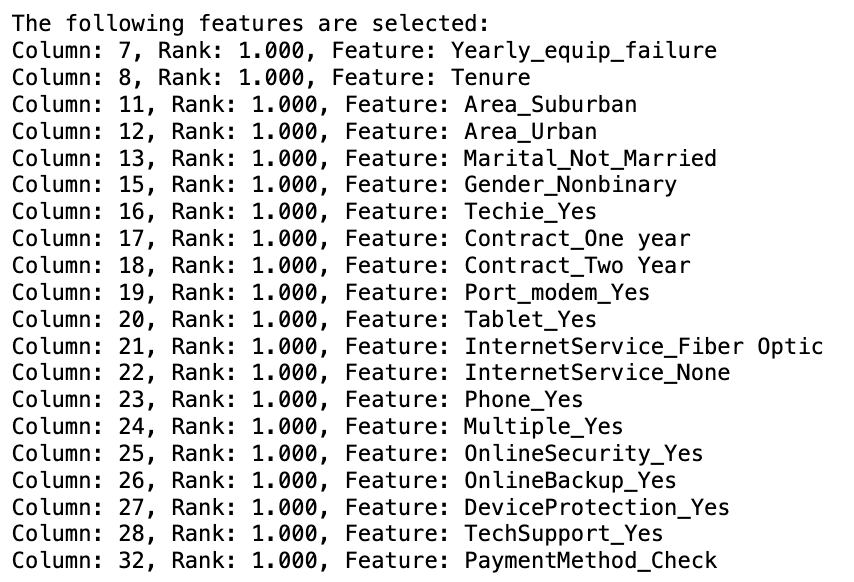 The following features are selected:
Column: 7, Rank: 1.000, Feature: Yearly_equip_failure
Column: 8, Rank: 1.000, Feature: Tenure
Column: 11, Rank: 1.000, Feature: Area_Suburban
Column: 12, Rank: 1.000, Feature: Area_Urban
Column: 13, Rank: 1.000, Feature: Marital_Not_Married
Column: 15, Rank: 1.000, Feature: Gender_Nonbinary
Column: 16, Rank: 1.000, Feature: Techie_Yes
Column: 17, Rank: 1.000, Feature: Contract_One year
Column: 18, Rank: 1.000, Feature: Contract_Two Year
Column: 19, Rank: 1.000, Feature: Port_modem_Yes
Column: 20, Rank: 1.000, Feature: Tablet_Yes
Column: 21, Rank: 1.000, Feature: InternetService_Fiber Optic
Column: 22, Rank: 1.000, Feature: InternetService_None
Column: 23, Rank: 1.000, Feature: Phone_Yes
Column: 24, Rank: 1.000, Feature: Multiple_Yes
Column: 25, Rank: 1.000, Feature: OnlineSecurity_Yes
Column: 26, Rank: 1.000, Feature: OnlineBackup_Yes
Column: 27, Rank: 1.000, Feature: DeviceProtection_Yes
Column: 28, Rank: 1.000, Feature: TechSupport_Yes
Column: 32, Rank: 1.000, Feature: PaymentMethod_Check